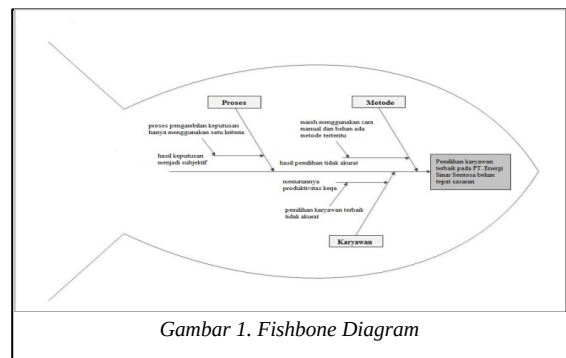 Proses
Metode
proses pengambilan keputusan
hanya menggunakan satu kriteria
masih menggunakan cara
manual dan belum ada
metode tertentu
hasil keputusan
menjadi subjektif
hasil pemilihan tidak akurat
Pemilihan karyawan
terbaik pada PT. Energi
Sinar Sentosa belum
tepat sasaran
menurunnya
produktivitas kerja
pemilihan karyawan terbaik
tidak akurat
Karyawan
Gambar 1. Fishbone Diagram